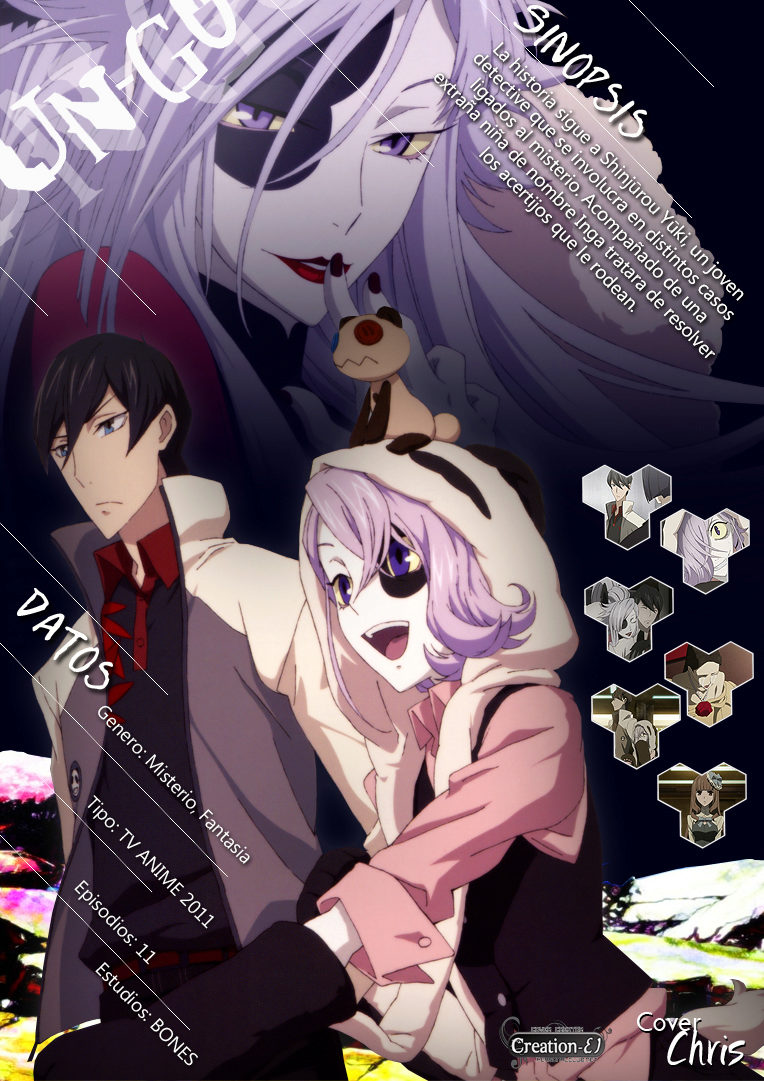 UN-GO
SINOPSIS
La historia sigue a Shinjūrou Yūki, un joven
detective que se involucra en distintos casos
ligados al misterio. Acompañado de una
extraña niña de nombre Inga tratara de resolver
los acertijos que le rodean.
DATOS
Genero: Misterio, Fantasia
Tipo: TV ANIME 2011
Episodios: 11
Estudios: BONES
Creation-EJ
Cover
Chris